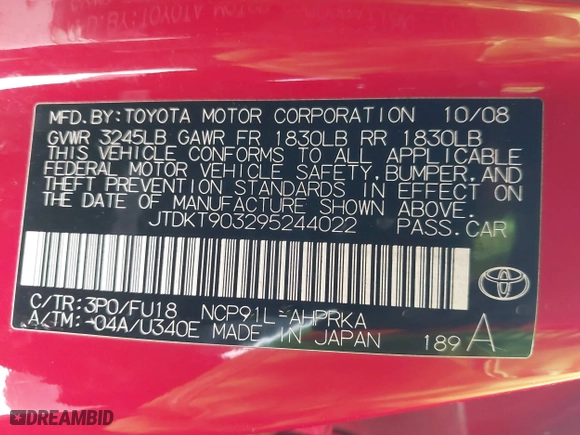 MFD.BY:TOYOTA MOTOR CORPORATION 10/08
GVWR 3245LB GAWR FR 1830LB RR 1830LB
THIS VEHICLE CONFORMS TO ALL APPLICABLE
FEDERAL MOTOR VEHICLE SAFETY,BUMPER,AND
THEFT PREVENTION STANDARDS IN EFFECT ON
THE DATE OF MANUFACTURE SHOWN ABOVE.
JTDKT903295244022 PASS.CAR
C/TR:3P0/FU18 NCP91L-AHPRKA
A/TM:-04A/U340E MADE IN JAPAN 189A
DREAMBID